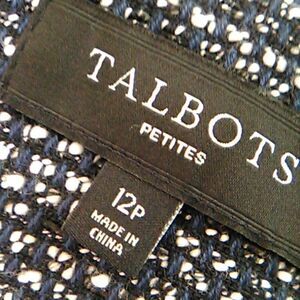 TALBOTS
PETITES
12P
MADE IN
CHINA